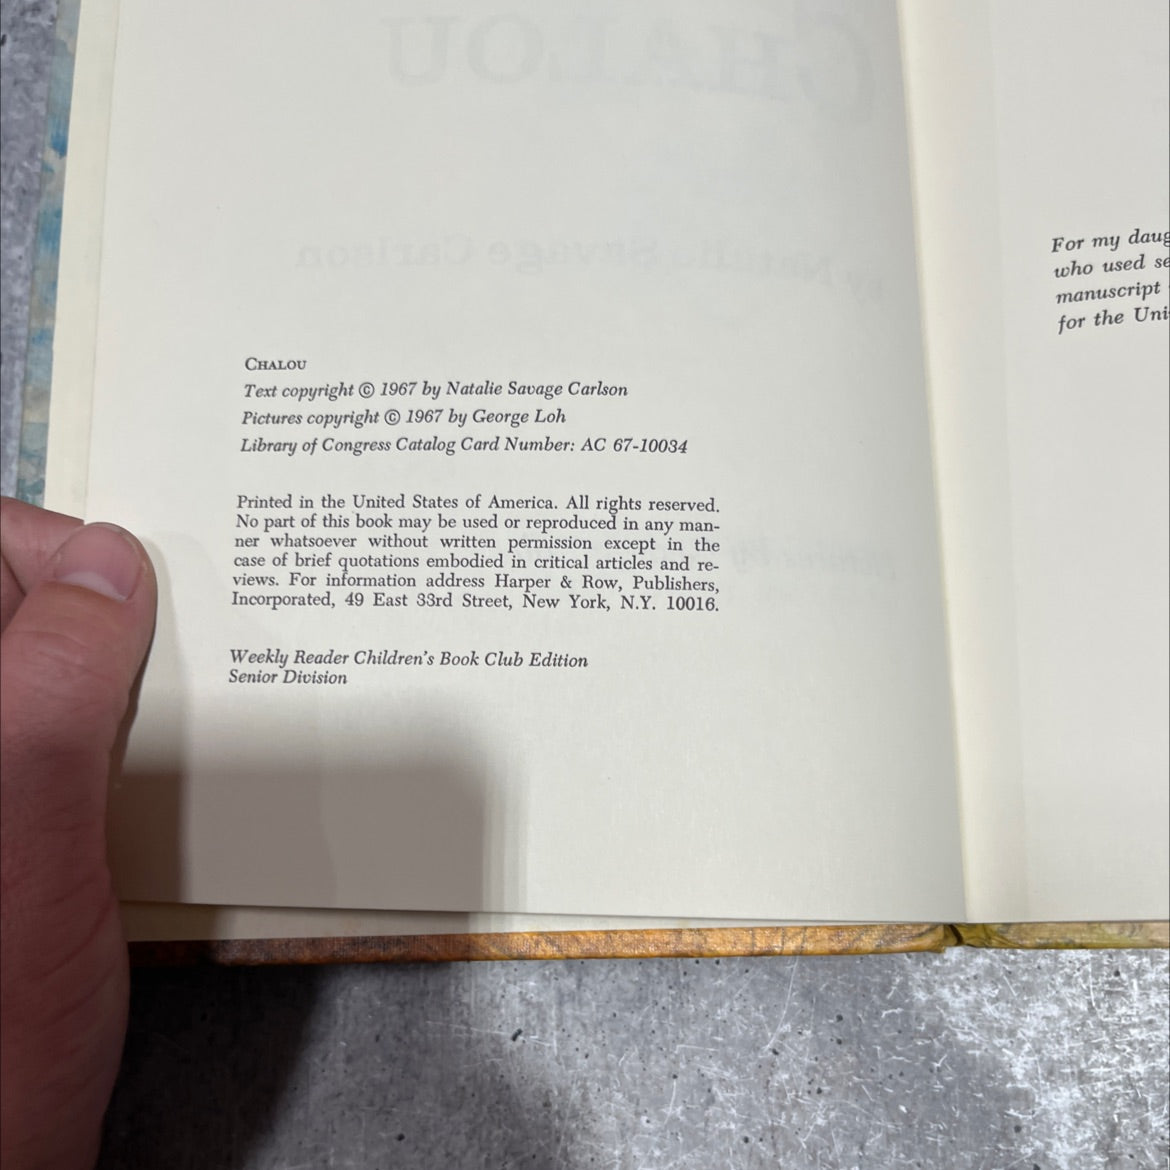 CHALOU
Text copyright © 1967 by Natalie Savage Carlson
Pictures copyright © 1967 by George Loh
Library of Congress Catalog Card Number: AC 67-10034
Printed in the United States of America. All rights reserved.
No part of this book may be used or reproduced in any man-
ner whatsoever without written permission except in the
case of brief quotations embodied in critical articles and re-
views. For information address Harper & Row, Publishers,
Incorporated, 49 East 33rd Street, New York, N.Y. 10016.
Weekly Reader Children's Book Club Edition
Senior Division
For my daug
who used se
manuscript
for the Uni